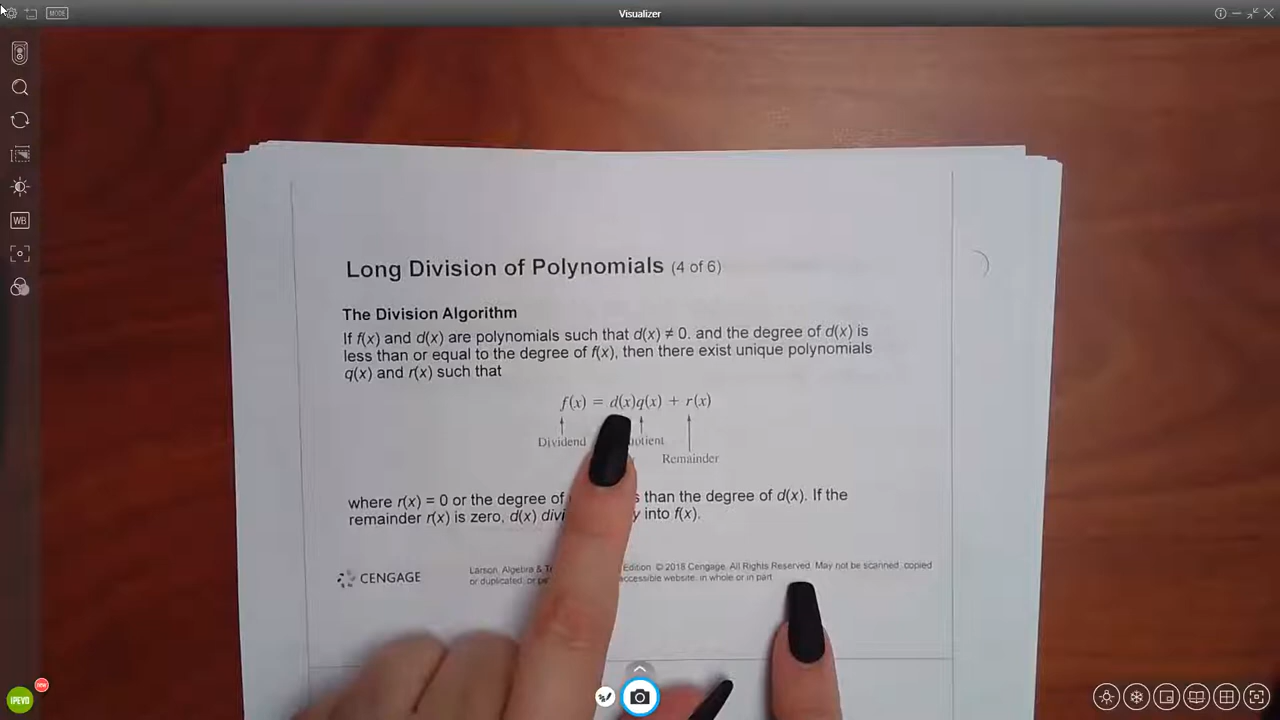 MODE
Visualizer
WB
Long Division of Polynomials (4 of 6)
The Division Algorithm
If f(x) and d(x) are polynomials such that d(x) ≠ 0. and the degree of d(x) is
less than or equal to the degree of f(x), then there exist unique polynomials
q(x) and r(x) such that
f(x) = d(x)q(x) + r(x)
Dividend
Remainder
where r(x) = 0 or the degree of than the degree of d(x). If the
remainder r(x) is zero, d(x) into f(x).
CENGAGE
Larson, Algebra & Edition © 2018 Cengage. All Rights Reserved. May not be scanned, copied
or duplicated, or accessible website, in whole or in part.
IPEVO
new